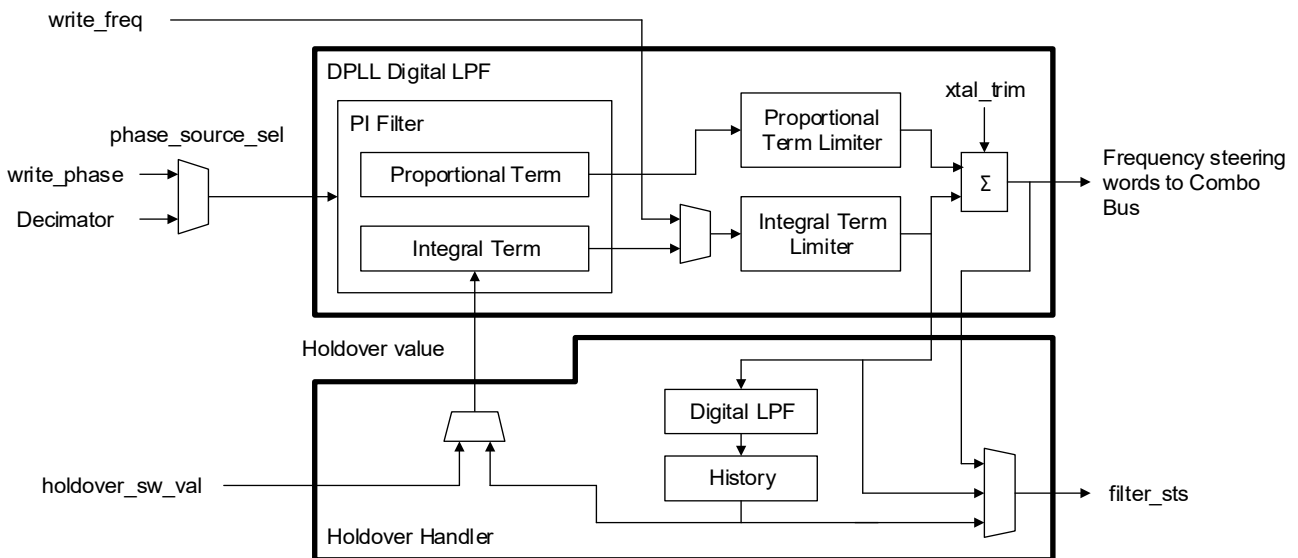 write_freq
DPLL Digital LPF
xtal_trim
PI Filter
Proportional
Term Limiter
phase_source_sel
Frequency steering
words to Combo
Bus
write_phase
Proportional Term
Σ
Decimator
Integral Term
Integral Term
Limiter
Holdover value
Digital LPF
History
holdover_sw_val
filter_sts
Holdover Handler